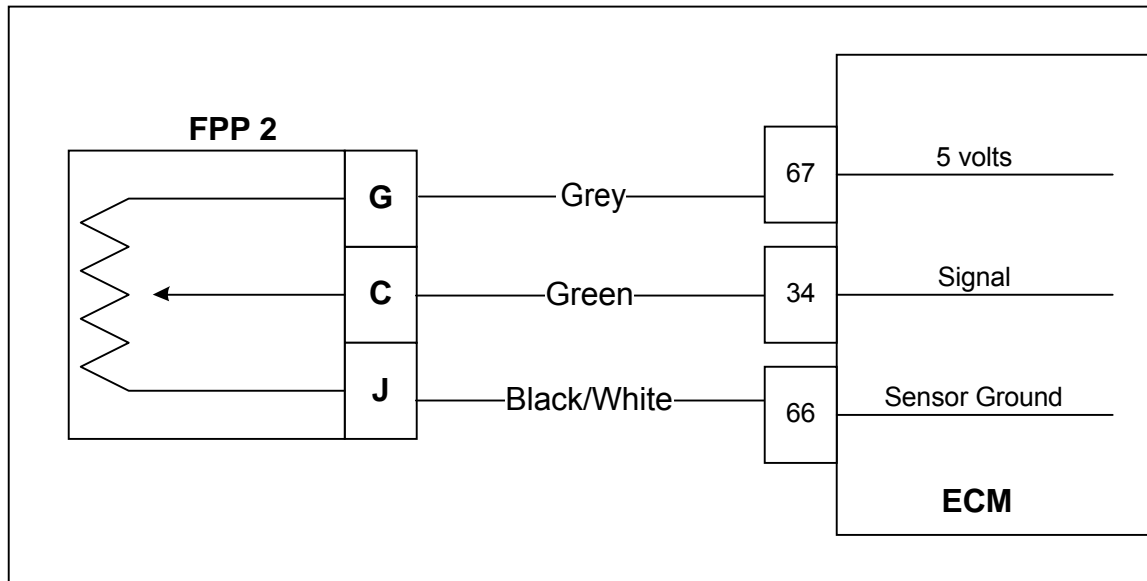 FPP 2
G
Grey
67
5 volts
C
Green
34
Signal
J
Black/White
66
Sensor Ground
ECM